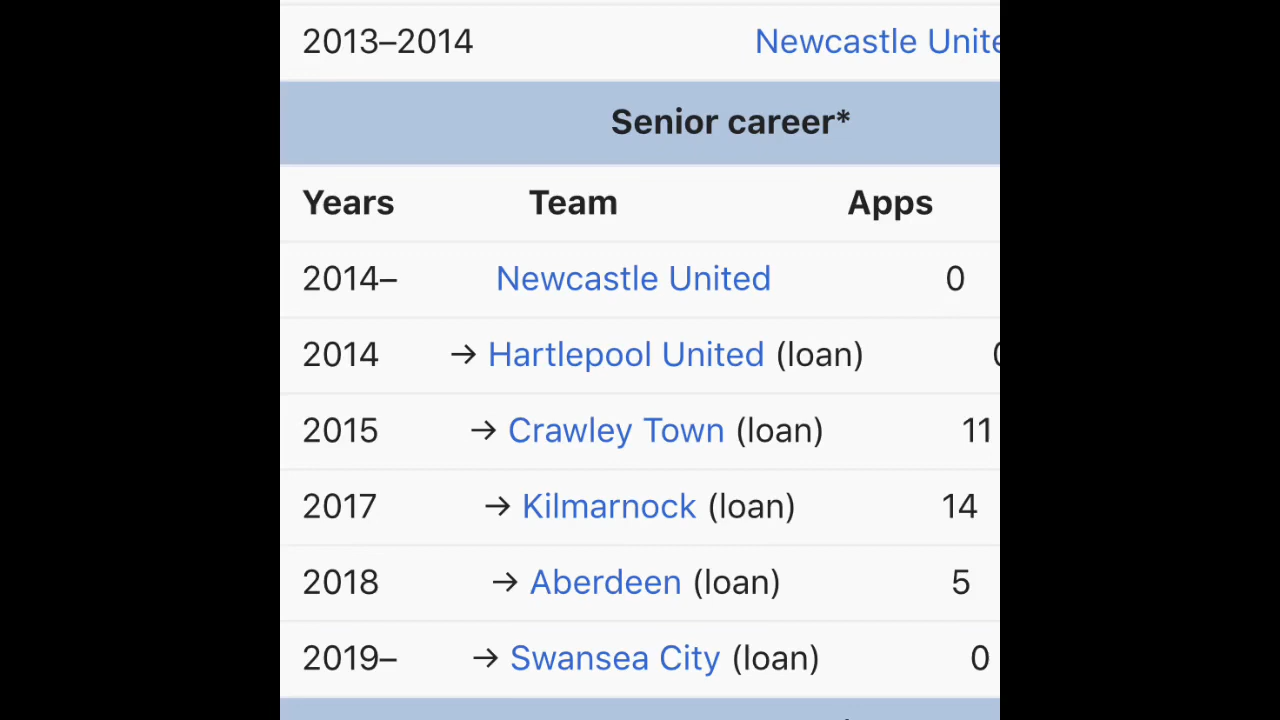 2013–2014 Newcastle Unite
Senior career*
Years Team Apps
2014– Newcastle United 0
2014 → Hartlepool United (loan)
2015 → Crawley Town (loan) 11
2017 → Kilmarnock (loan) 14
2018 → Aberdeen (loan) 5
2019– → Swansea City (loan) 0